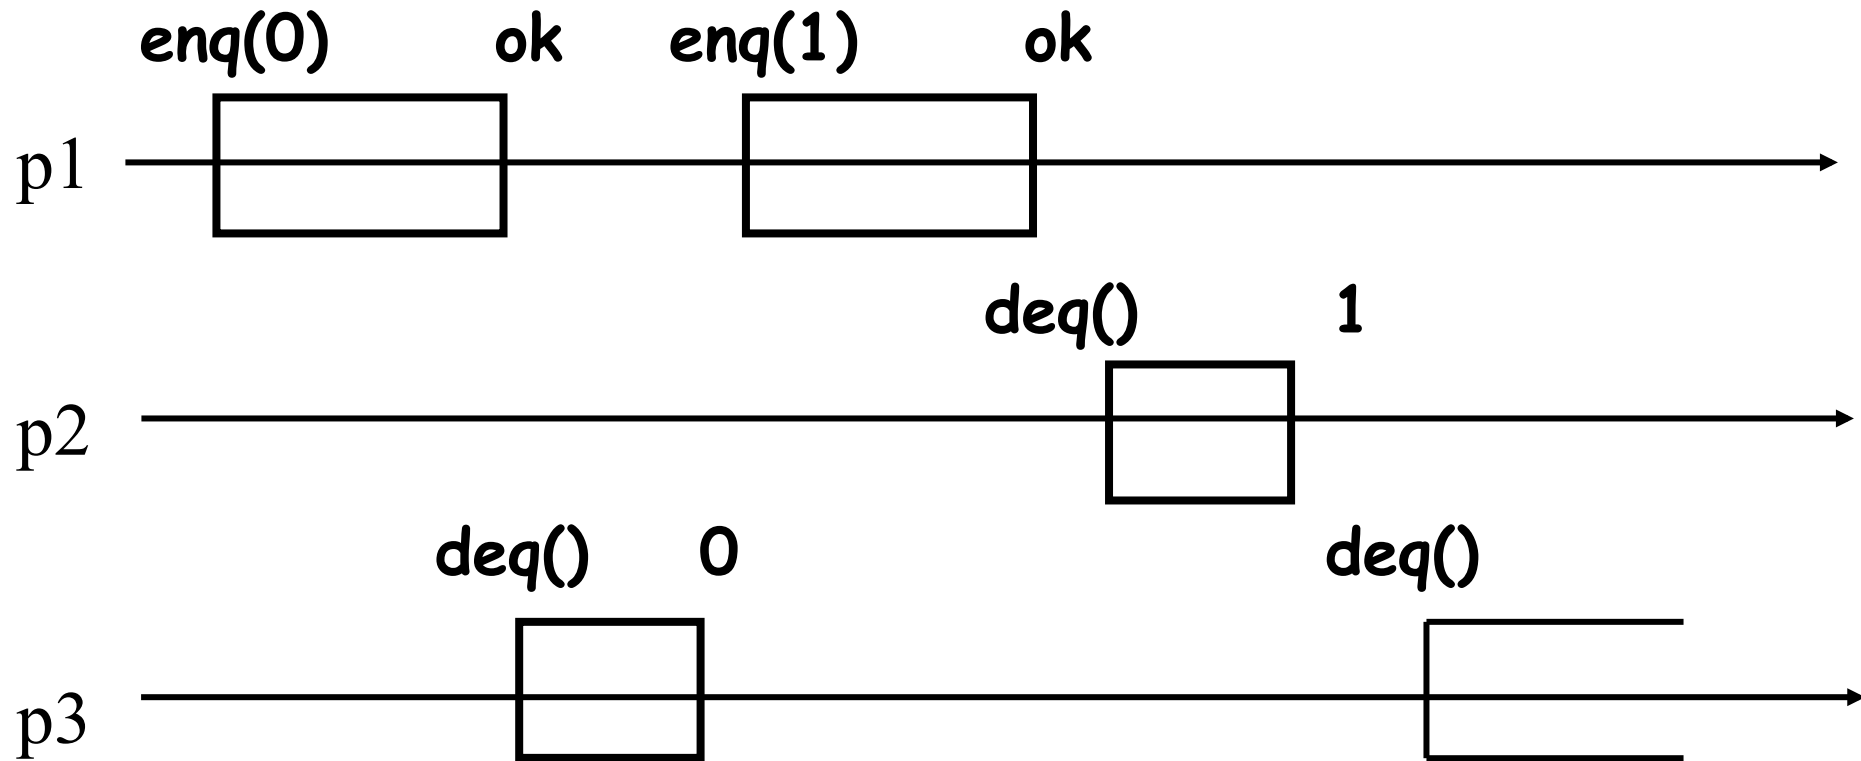 enq(0) ok enq(1) ok
p1
deq() 1
p2
deq() 0 deq()
p3